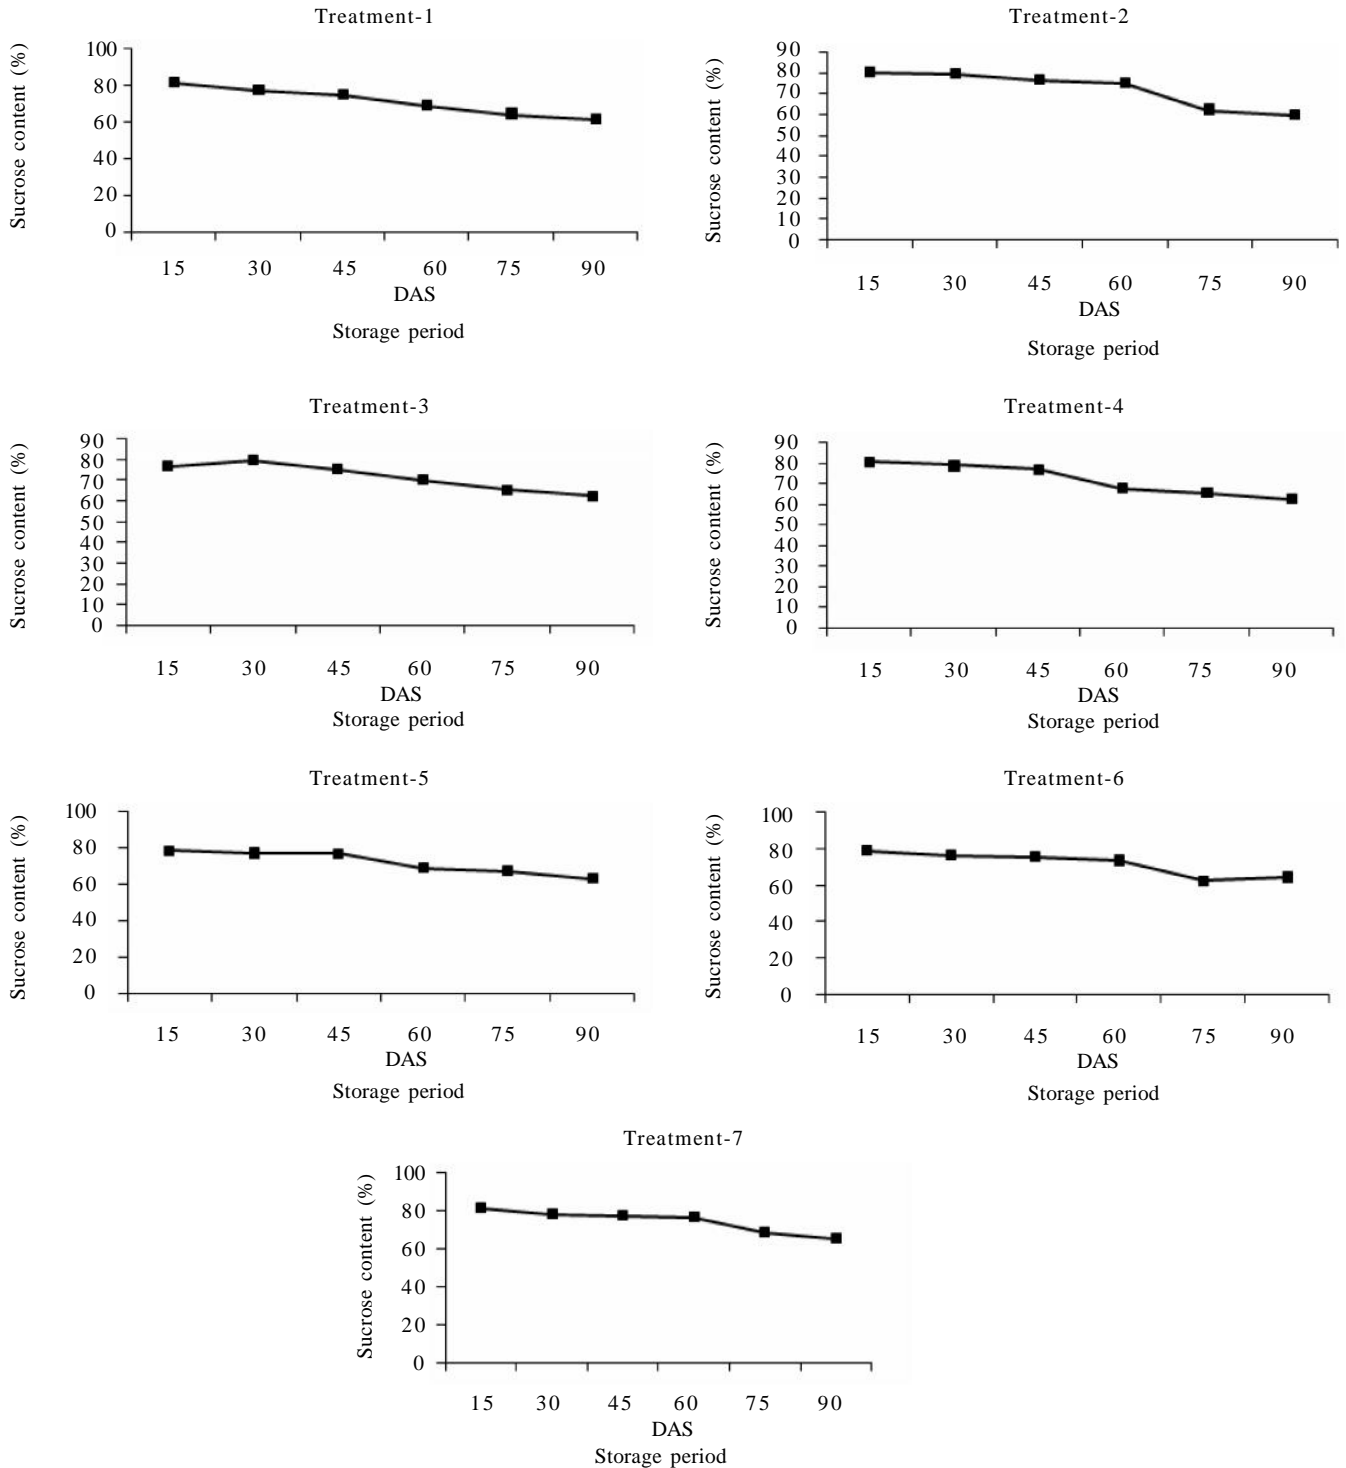 Treatment-1
Sucrose content (%)
100
80
60
40
20
0
15 30 45 60 75 90
DAS
Storage period
Treatment-2
Sucrose content (%)
90
80
70
60
50
40
30
20
10
0
15 30 45 60 75 90
DAS
Storage period
Treatment-3
Sucrose content (%)
90
80
70
60
50
40
30
20
10
0
15 30 45 60 75 90
DAS
Storage period
Treatment-4
Sucrose content (%)
90
80
70
60
50
40
30
20
10
0
15 30 45 60 75 90
DAS
Storage period
Treatment-5
Sucrose content (%)
100
80
60
40
20
0
15 30 45 60 75 90
DAS
Storage period
Treatment-6
Sucrose content (%)
100
80
60
40
20
0
15 30 45 60 75 90
DAS
Storage period
Treatment-7
Sucrose content (%)
100
80
60
40
20
0
15 30 45 60 75 90
DAS
Storage period